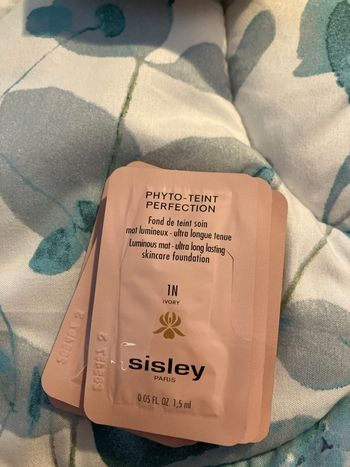 PHYTO-TEINT
PERFECTION
Fond de teint soin
mat lumineux - ultra longue tenue
Luminous mat - ultra long lasting
skincare foundation
1N
IVORY
sisley
PARIS
0.05 FL. OZ. 1,5 ml